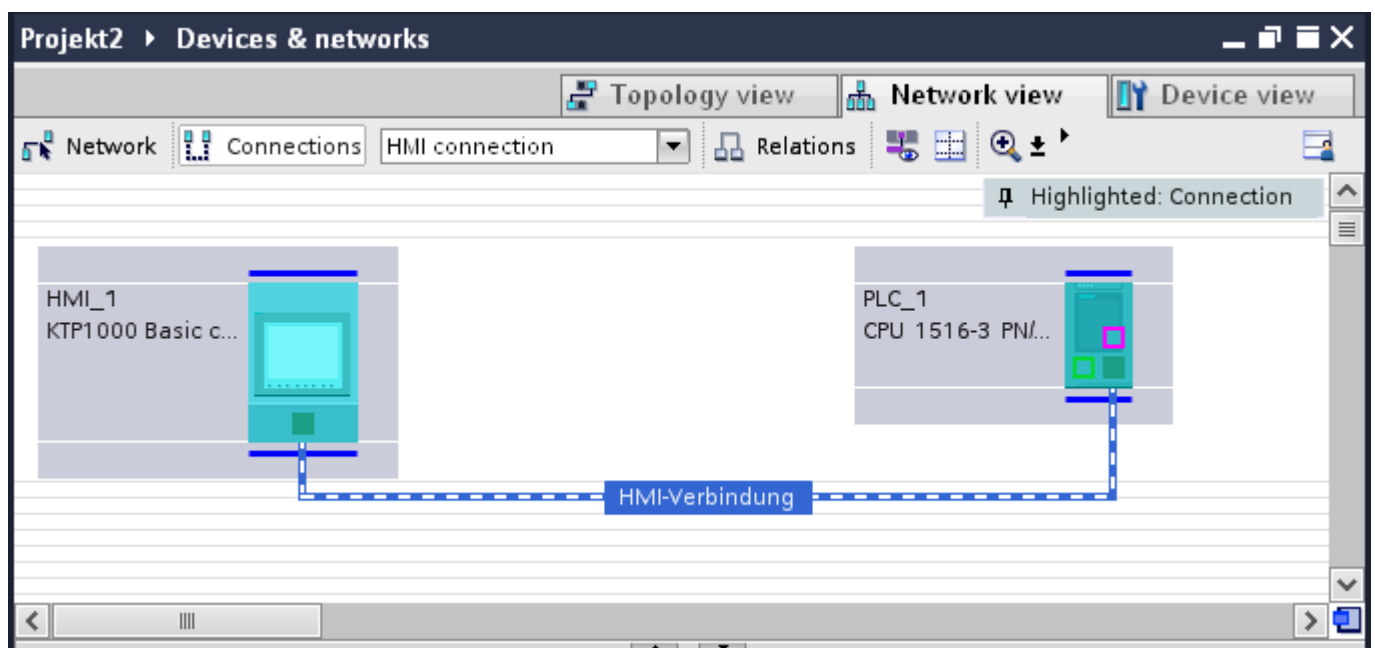 Projekt2 ▸ Devices & networks
Topology view Network view Device view
Network Connections HMI connection Relations
Highlighted: Connection
HMI_1
KTP1000 Basic c...
PLC_1
CPU 1516-3 PN/...
HMI-Verbindung